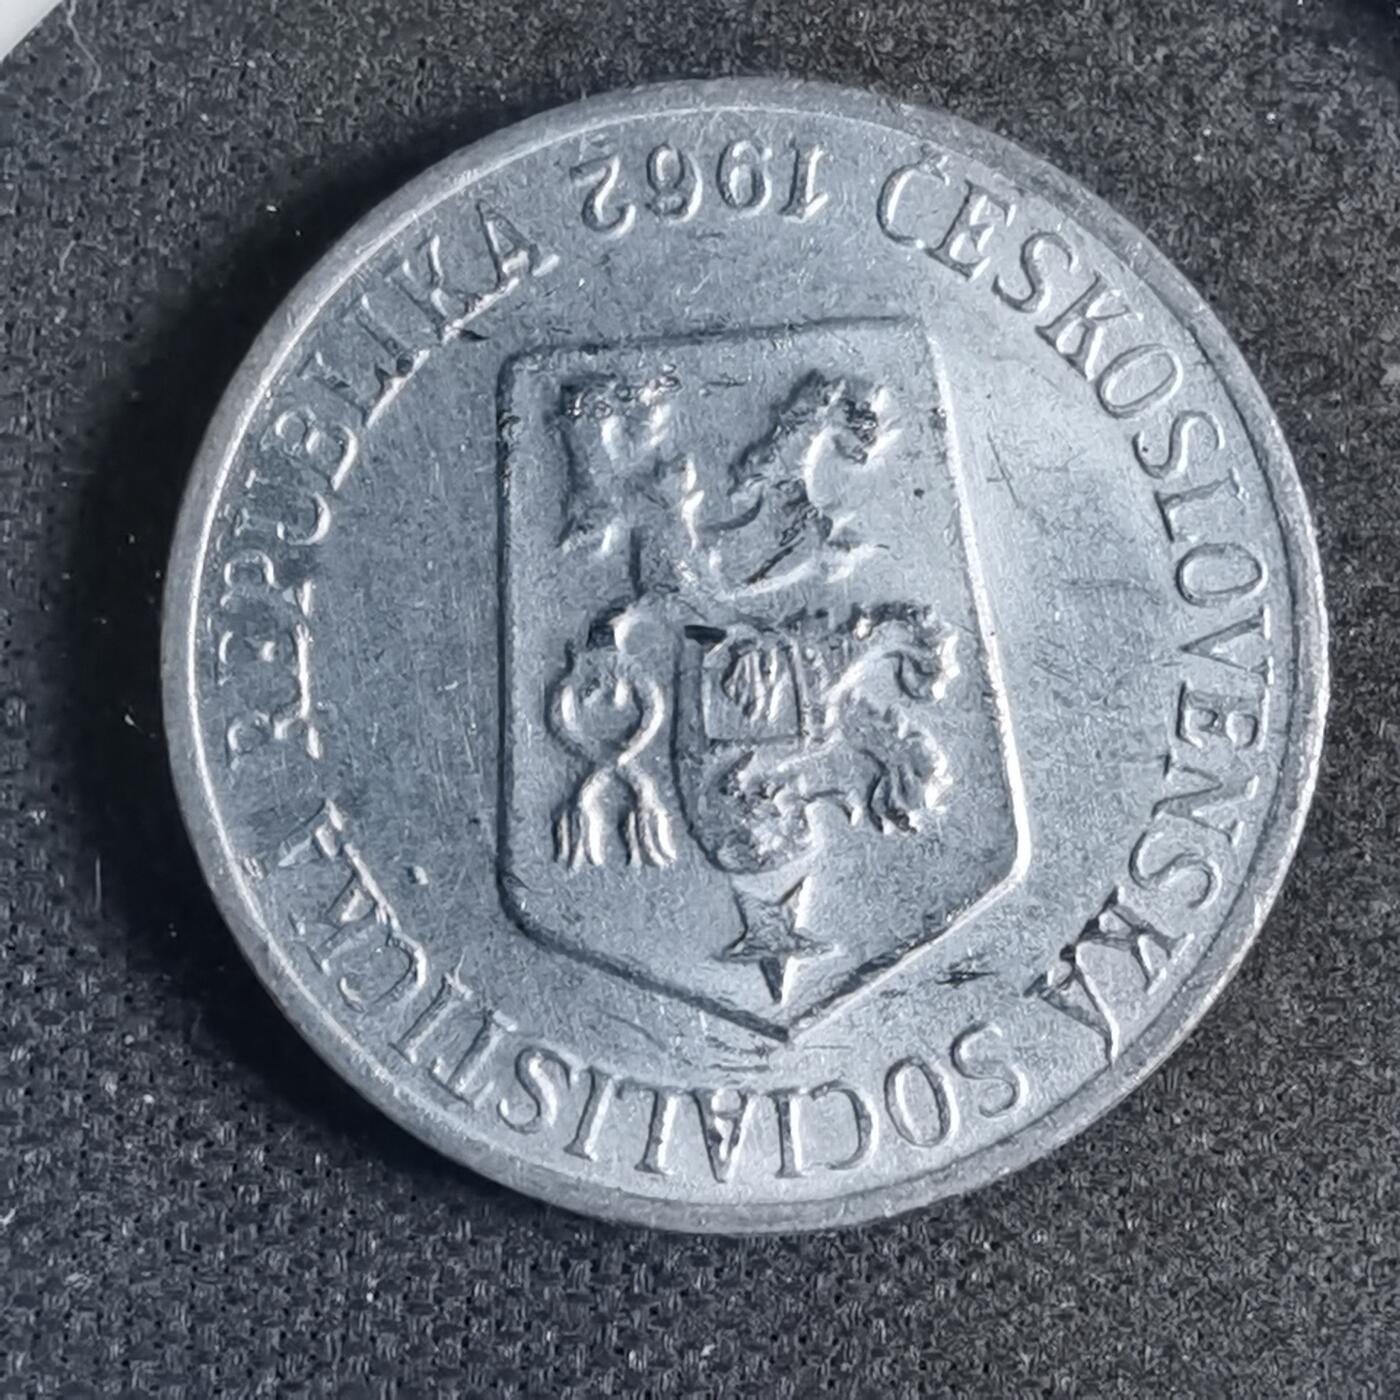 ČESKOSLOVENSKÁ SOCIALISTICKÁ REPUBLIKA
1962